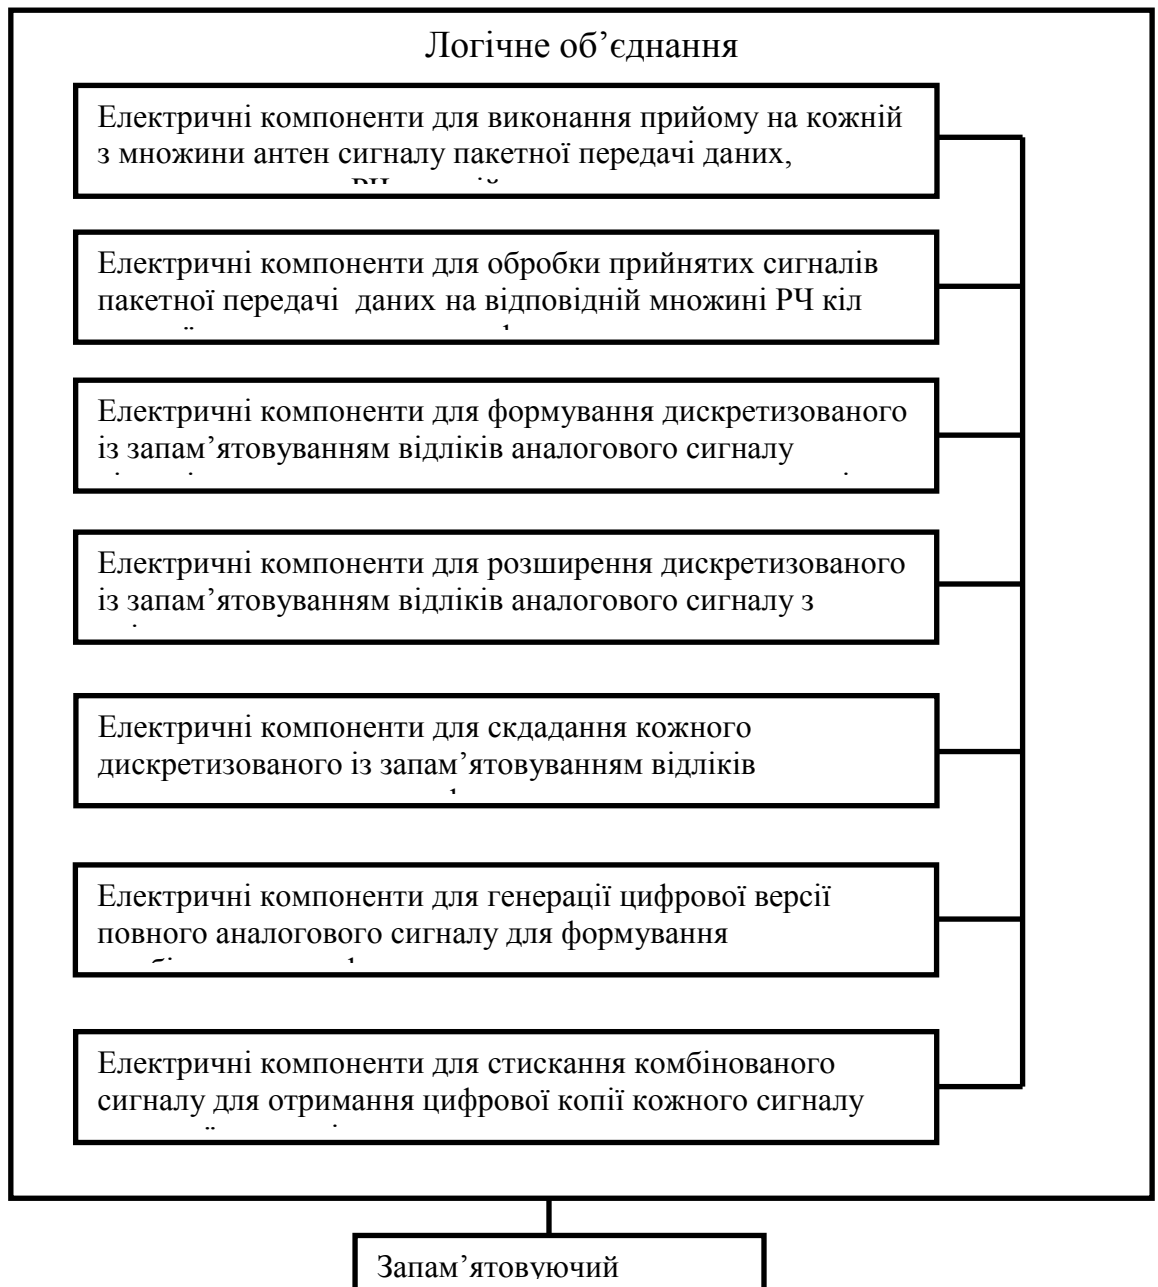 Логічне об’єднання
Електричні компоненти для виконання прийому на кожній
з множини антен сигналу пакетної передачі даних,
Електричні компоненти для обробки прийнятих сигналів
пакетної передачі даних на відповідній множині РЧ кіл
Електричні компоненти для формування дискретизованого
із запам’ятовуванням відліків аналогового сигналу
Електричні компоненти для розширення дискретизованого
із запам’ятовуванням відліків аналогового сигналу з
Електричні компоненти для скдадання кожного
дискретизованого із запам’ятовуванням відліків
Електричні компоненти для генерації цифрової версії
повного аналогового сигналу для формування
Електричні компоненти для стискання комбінованого
сигналу для отримання цифрової копії кожного сигналу
Запам’ятовуючий